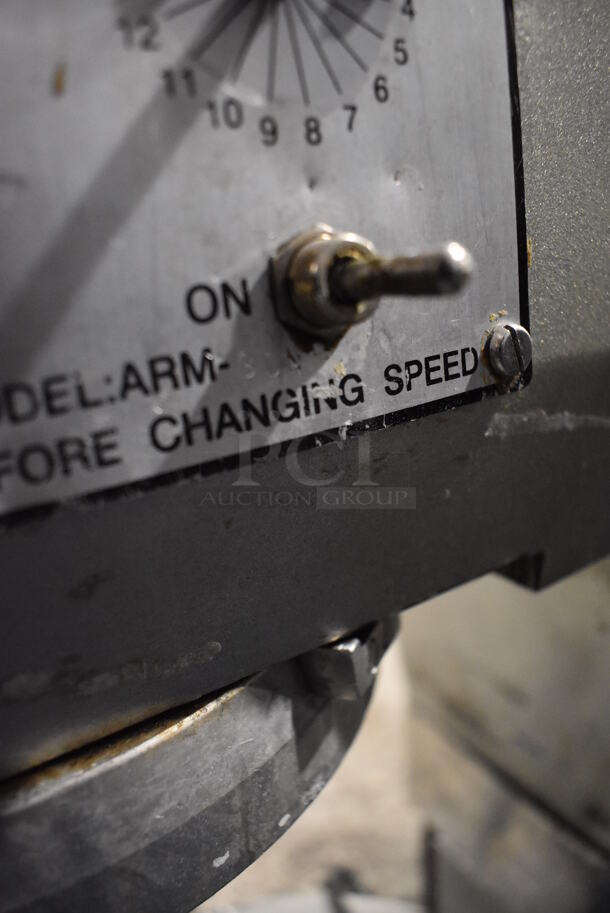 4
5
6
7
8
9
10
11
12
ON
ODEL:ARM-
FORE CHANGING SPEED
PCI
AUCTION GROUP